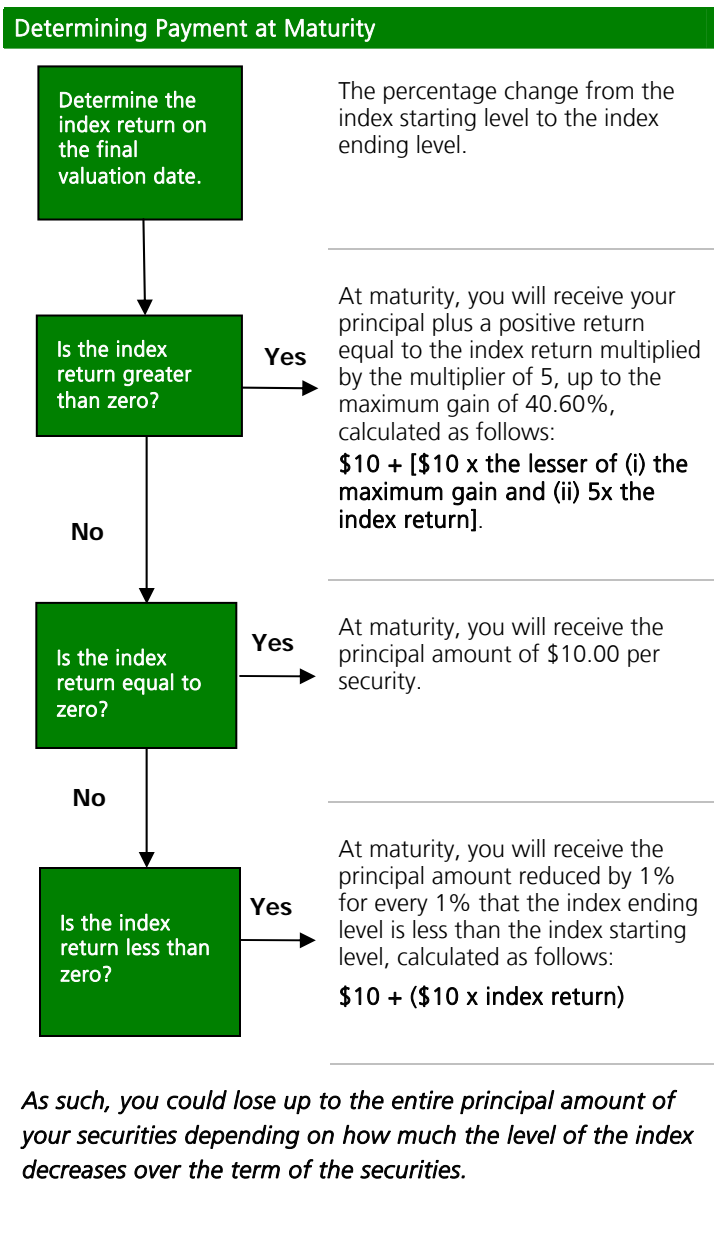 Determining Payment at Maturity
Determine the
index return on
the final
valuation date.
The percentage change from the
index starting level to the index
ending level.
Is the index
return greater
than zero?
Yes
At maturity, you will receive your
principal plus a positive return
equal to the index return multiplied
by the multiplier of 5, up to the
maximum gain of 40.60%,
calculated as follows:
$10 + [$10 x the lesser of (i) the
maximum gain and (ii) 5x the
index return].
No
Is the index
return equal to
zero?
Yes
At maturity, you will receive the
principal amount of $10.00 per
security.
No
Is the index
return less than
zero?
Yes
At maturity, you will receive the
principal amount reduced by 1%
for every 1% that the index ending
level is less than the index starting
level, calculated as follows:
$10 + ($10 x index return)
As such, you could lose up to the entire principal amount of
your securities depending on how much the level of the index
decreases over the term of the securities.